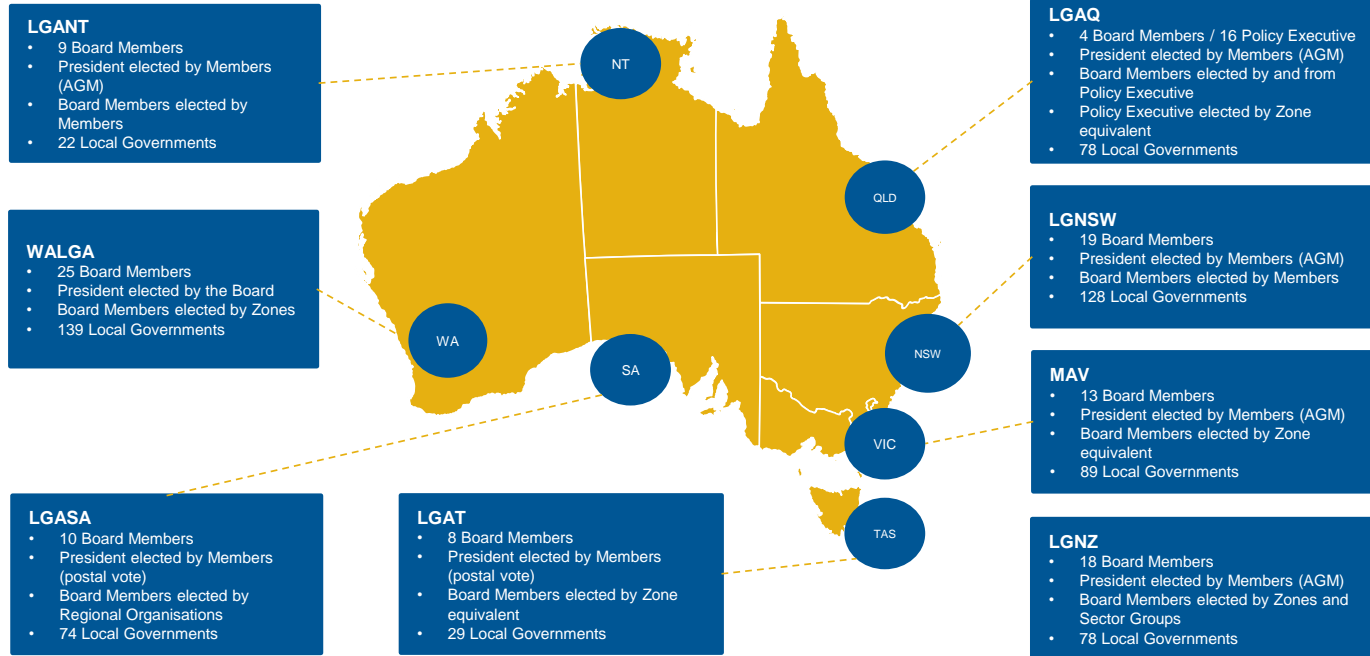 LGANT
• 9 Board Members
• President elected by Members
(AGM)
• Board Members elected by
Members
• 22 Local Governments
NT
LGAQ
• 4 Board Members / 16 Policy Executive
• President elected by Members (AGM)
• Board Members elected by and from
Policy Executive
• Policy Executive elected by Zone
equivalent
• 78 Local Governments
QLD
WALGA
• 25 Board Members
• President elected by the Board
• Board Members elected by Zones
• 139 Local Governments
WA
SA
LGNSW
• 19 Board Members
• President elected by Members (AGM)
• Board Members elected by Members
• 128 Local Governments
NSW
MAV
• 13 Board Members
• President elected by Members (AGM)
• Board Members elected by Zone
equivalent
• 89 Local Governments
VIC
LGASA
• 10 Board Members
• President elected by Members
(postal vote)
• Board Members elected by
Regional Organisations
• 74 Local Governments
LGAT
• 8 Board Members
• President elected by Members
(postal vote)
• Board Members elected by Zone
equivalent
• 29 Local Governments
TAS
LGNZ
• 18 Board Members
• President elected by Members (AGM)
• Board Members elected by Zones and
Sector Groups
• 78 Local Governments